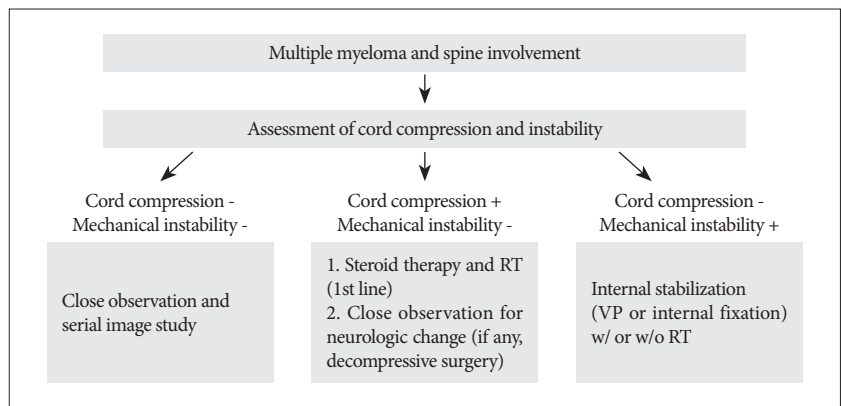 Multiple myeloma and spine involvement
Assessment of cord compression and instability
Cord compression -
Mechanical instability -
Cord compression +
Mechanical instability -
Cord compression -
Mechanical instability +
Close observation and
serial image study
1. Steroid therapy and RT
(1st line)
2. Close observation for
neurologic change (if any,
decompressive surgery)
Internal stabilization
(VP or internal fixation)
w/ or w/o RT